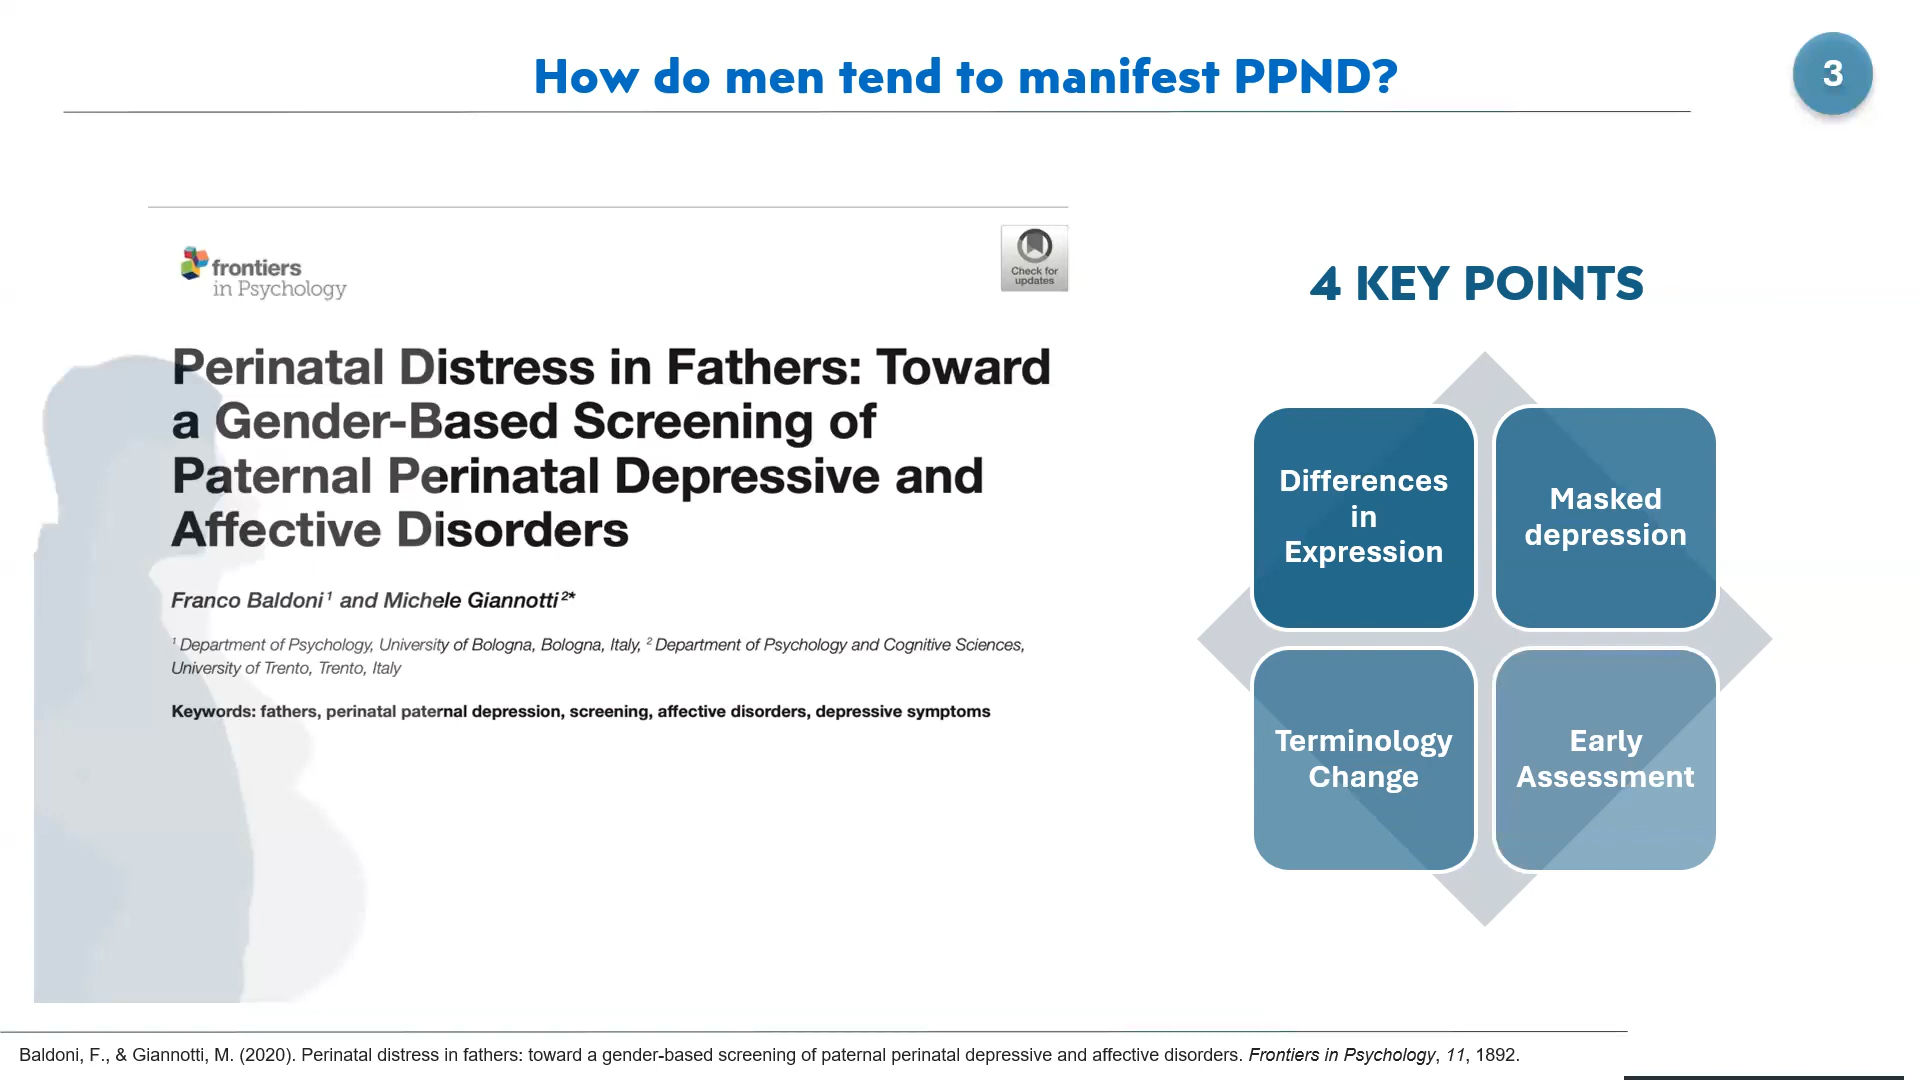 How do men tend to manifest PPND?
3
frontiers
in Psychology
Check for
updates
Perinatal Distress in Fathers: Toward
a Gender-Based Screening of
Paternal Perinatal Depressive and
Affective Disorders
Franco Baldoni¹ and Michele Giannotti²*
¹ Department of Psychology, University of Bologna, Bologna, Italy, ² Department of Psychology and Cognitive Sciences,
University of Trento, Trento, Italy
Keywords: fathers, perinatal paternal depression, screening, affective disorders, depressive symptoms
4 KEY POINTS
Differences
in
Expression
Masked
depression
Terminology
Change
Early
Assessment
Baldoni, F., & Giannotti, M. (2020). Perinatal distress in fathers: toward a gender-based screening of paternal perinatal depressive and affective disorders. Frontiers in Psychology, 11, 1892.